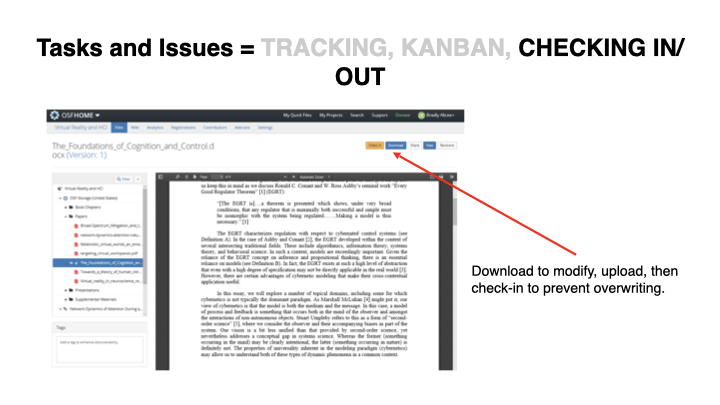 Tasks and Issues = TRACKING, KANBAN, CHECKING IN/
OUT
OSFHOME
My Quick Files My Projects Search Support Donate Bradly Alicea
Virtual Reality and HCI Files Wiki Analytics Registrations Contributors Add-ons Settings
The_Foundations_of_Cognition_and_Control.d
ocx (Version: 1)
Check in Download Share View Revisions
Filter
Virtual Reality and HCI
OSF Storage (United States)
Book Chapters
Papers
Broad Spectrum_Mitigation_and_
network-dynamics-attention-natu
targeting_virtual_workspaces.pdf
The_Foundations_of_Cognition_an
Towards_a_theory_of_human_mi
Virtual_reality_in_neuroscience_re
Presentations
Supplemental Materials
Network Dynamics of Attention During a
Tags
Add a tag to enhance discoverability
Page
Automatic Zoom
us keep this in mind as we discuss Ronald C. Conant and W. Ross Ashby's seminal work "Every
Good Regulator Theorem" [1] (EGRT):
"[The EGRT is]....a theorem is presented which shows, under very broad
conditions, that any regulator that is maximally both successful and simple must
be isomorphic with the system being regulated.......Making a model is thus
necessary." [1]
The EGRT characterizes regulation with respect to cybernated control systems (see
Definition A). In the case of Ashby and Conant [2], the EGRT developed within the context of
several intersecting traditional fields. These include algorithmics, information theory, systems
theory, and behavioral science. In such a context, models are exceedingly important. Given the
reliance of the EGRT concept on inference and propositional thinking, there is an essential
reliance on models (see Definition B). In fact, the EGRT exists at such a high level of abstraction
that even with a high degree of specification may not be directly applicable in the real world [3].
However, there are certain advantages of cybernetic modeling that make their cross-contextual
application useful.
In this essay, we will explore a number of topical domains, including some for which
cybernetics is not typically the dominant paradigm. As Marshall McLuhan [4] might put it, our
view of cybernetics is that the model is both the medium and the message. In this case, a model
of process and feedback is something that occurs both in the mind of the observer and amongst
the interactions of non-autonomous objects. Stuart Umpleby refers to this as a form of "second-
order science" [5], where we consider the observer and their accompanying biases as part of the
system. Our vision is a bit less unified than that provided by second-order science, yet
nevertheless addresses a conceptual gap in systems science. Whereas the former (something
occurring in the mind) may be clearly intentional, the latter (something occurring in nature) is
definitely not. The properties of universality inherent in the modeling paradigm (cybernetics)
may allow us to understand both of these types of dynamic phenomena in a common context.
Download to modify, upload, then
check-in to prevent overwriting.